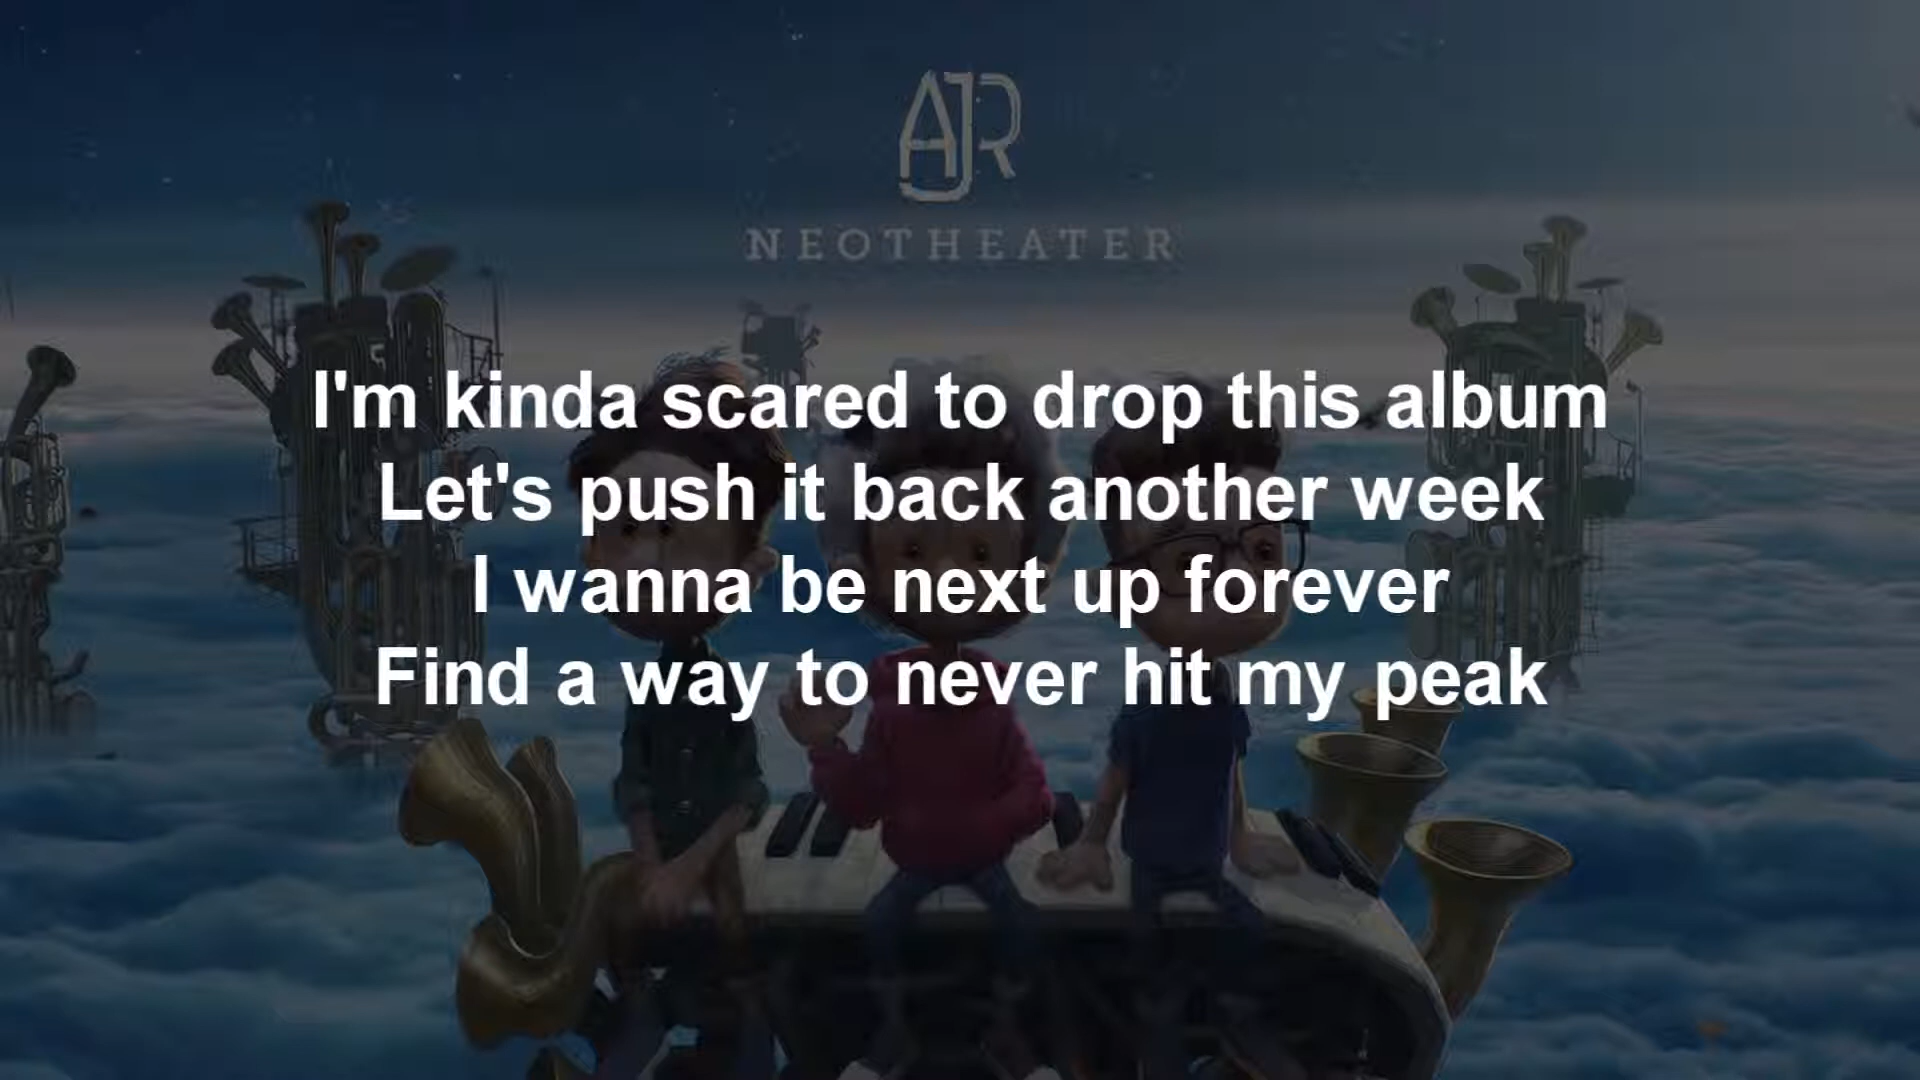 AJR
NEOTHEATER
I'm kinda scared to drop this album
Let's push it back another week
I wanna be next up forever
Find a way to never hit my peak